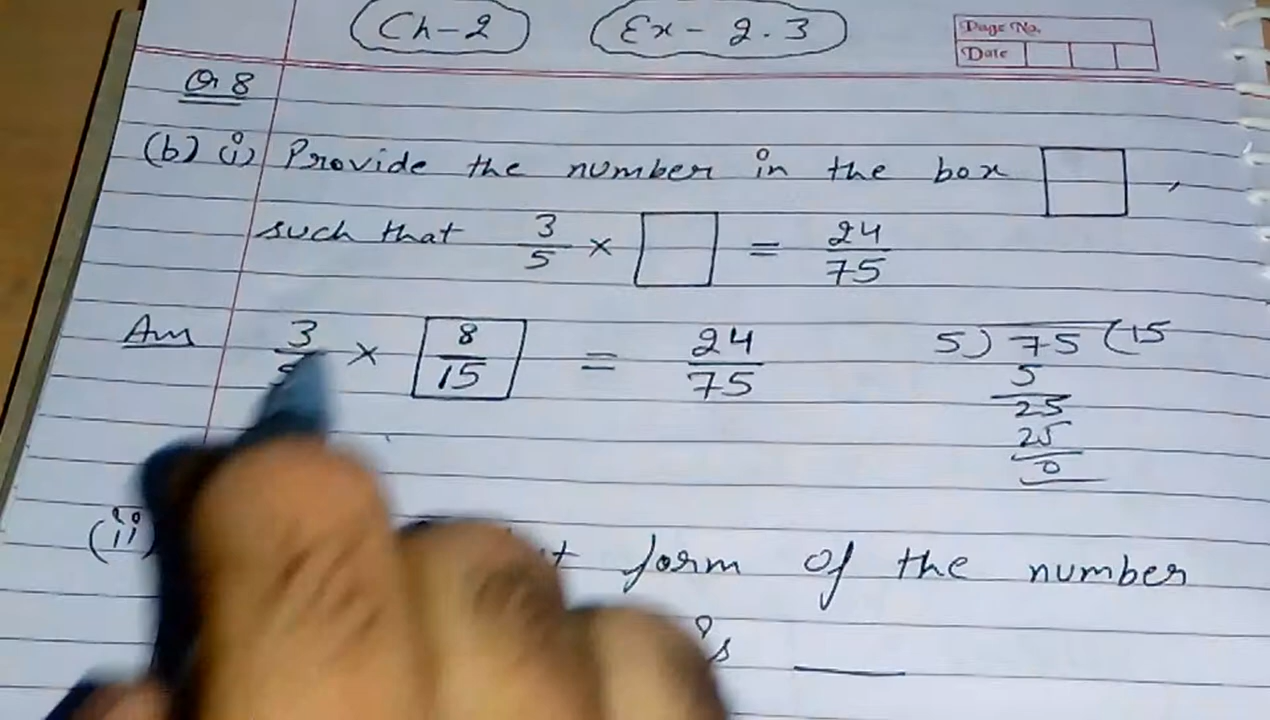 Ch-2 Ex-2.3
Page No.
Date
Q 8
(b) (i) Provide the number in the box □,
such that 3/5 × □ = 24/75
Ans 3/ × 8/15 = 24/75
5) 75 (15
5
25
25
0
(ii) form of the number
is ____